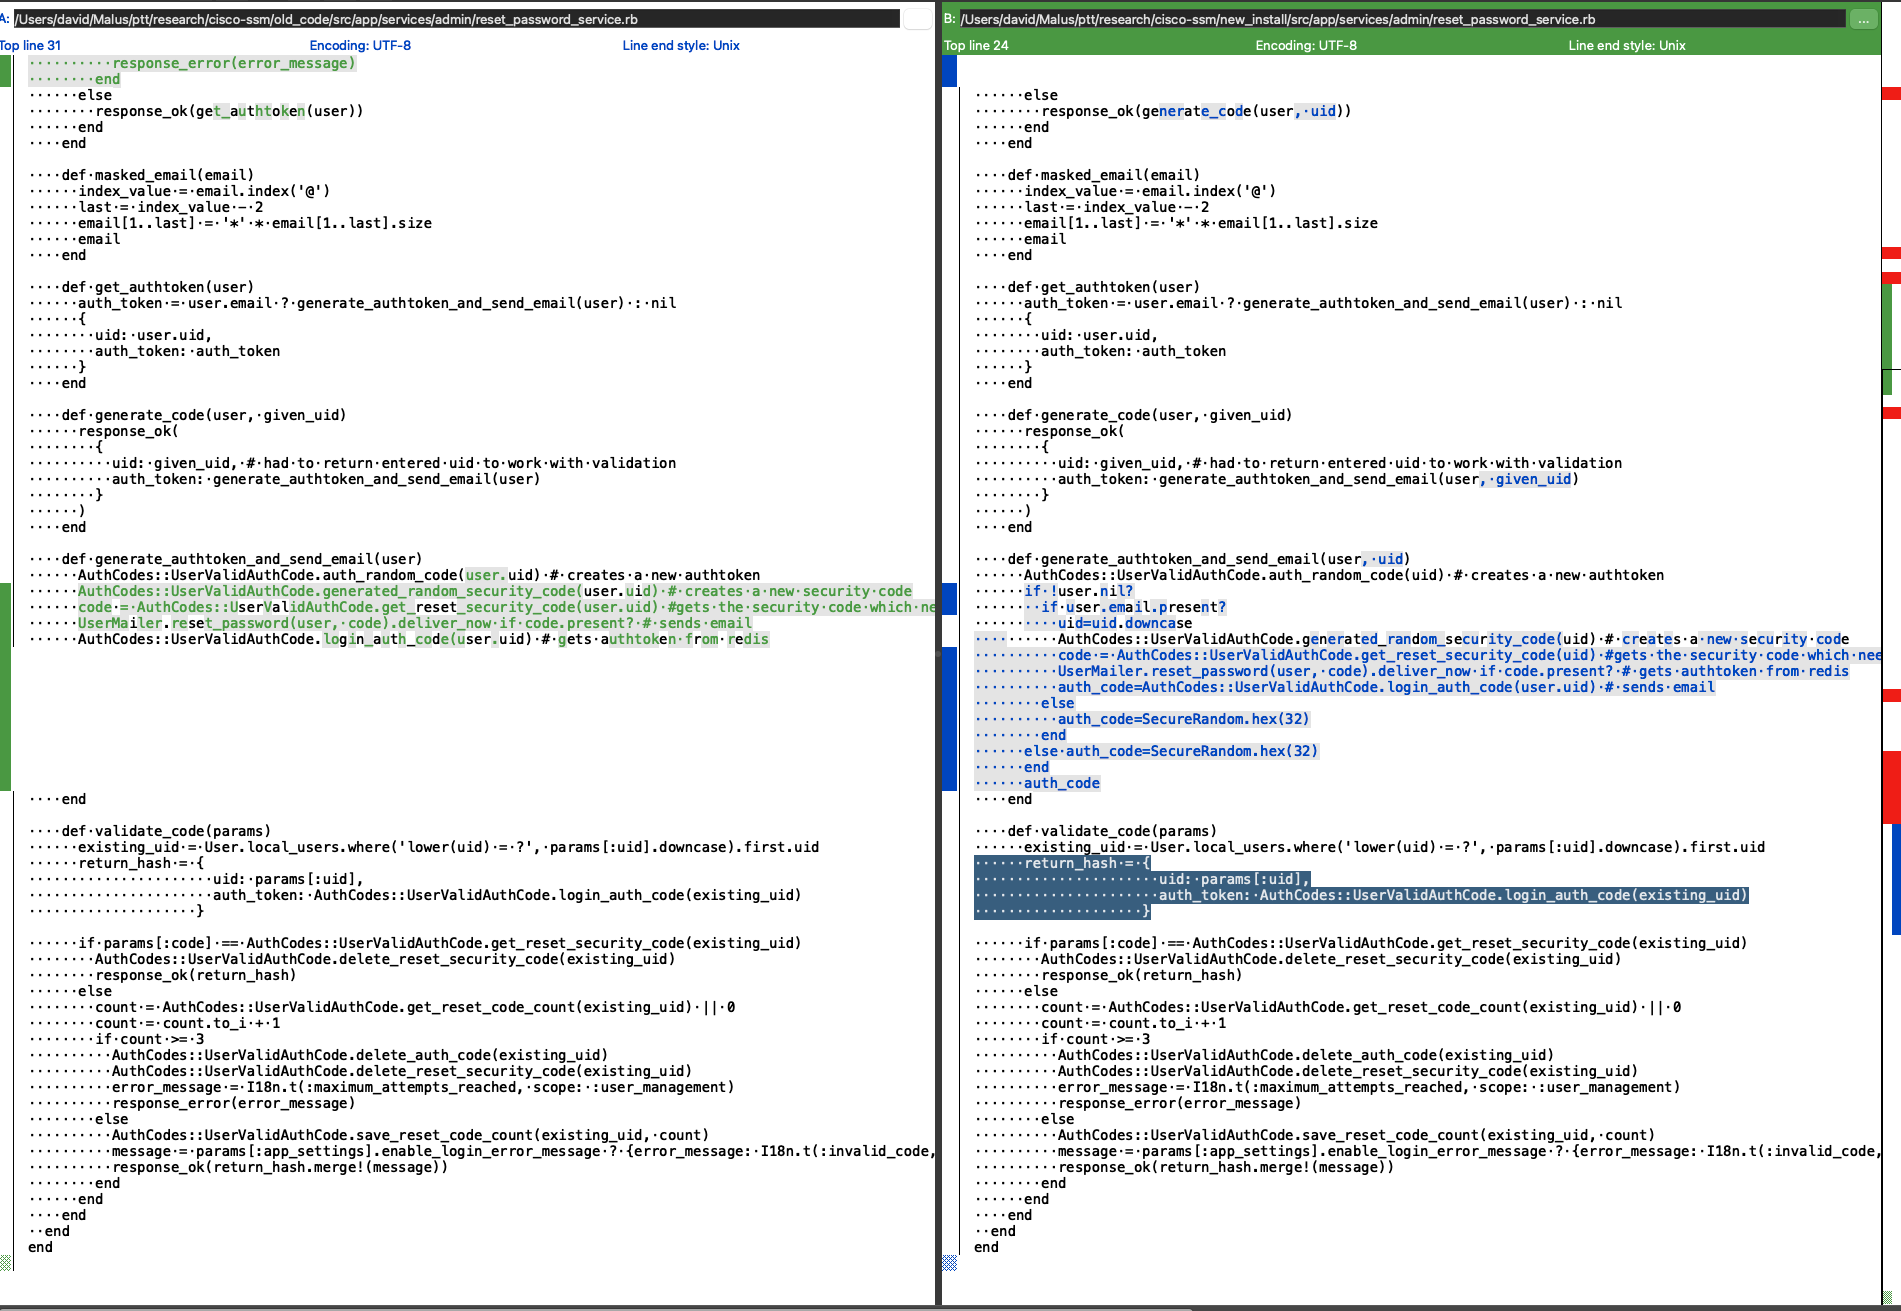 A: /Users/david/Malus/ptt/research/cisco-ssm/old_code/src/app/services/admin/reset_password_service.rb
Top line 31 Encoding: UTF-8 Line end style: Unix
··········response_error(error_message)
········end
······else
········response_ok(get_authtoken(user))
······end
····end
····def·masked_email(email)
······index_value·=·email.index('@')
······last·=·index_value·-·2
······email[1..last]·=·'*'·*·email[1..last].size
······email
····end
····def·get_authtoken(user)
······auth_token·=·user.email·?·generate_authtoken_and_send_email(user)·:·nil
······{
········uid:·user.uid,
········auth_token:·auth_token
······}
····end
····def·generate_code(user,·given_uid)
······response_ok(
········{
··········uid:·given_uid,·#·had·to·return·entered·uid·to·work·with·validation
··········auth_token:·generate_authtoken_and_send_email(user)
········}
······)
····end
····def·generate_authtoken_and_send_email(user)
······AuthCodes::UserValidAuthCode.auth_random_code(user.uid)·#·creates·a·new·authtoken
······AuthCodes::UserValidAuthCode.generated_random_security_code(user.uid)·#·creates·a·new·security·code
······code·=·AuthCodes::UserValidAuthCode.get_reset_security_code(user.uid)·#gets·the·security·code·which·ne
······UserMailer.reset_password(user,·code).deliver_now·if·code.present?·#·sends·email
······AuthCodes::UserValidAuthCode.login_auth_code(user.uid)·#·gets·authtoken·from·redis
····end
····def·validate_code(params)
······existing_uid·=·User.local_users.where('lower(uid)·=·?',·params[:uid].downcase).first.uid
······return_hash·=·{
······················uid:·params[:uid],
······················auth_token:·AuthCodes::UserValidAuthCode.login_auth_code(existing_uid)
····················}
······if·params[:code]·==·AuthCodes::UserValidAuthCode.get_reset_security_code(existing_uid)
········AuthCodes::UserValidAuthCode.delete_reset_security_code(existing_uid)
········response_ok(return_hash)
······else
········count·=·AuthCodes::UserValidAuthCode.get_reset_code_count(existing_uid)·||·0
········count·=·count.to_i·+·1
········if·count·>=·3
··········AuthCodes::UserValidAuthCode.delete_auth_code(existing_uid)
··········AuthCodes::UserValidAuthCode.delete_reset_security_code(existing_uid)
··········error_message·=·I18n.t(:maximum_attempts_reached,·scope:·:user_management)
··········response_error(error_message)
········else
··········AuthCodes::UserValidAuthCode.save_reset_code_count(existing_uid,·count)
··········message·=·params[:app_settings].enable_login_error_message·?·{error_message:·I18n.t(:invalid_code,
··········response_ok(return_hash.merge!(message))
········end
······end
····end
··end
end
B: /Users/david/Malus/ptt/research/cisco-ssm/new_install/src/app/services/admin/reset_password_service.rb ...
Top line 24 Encoding: UTF-8 Line end style: Unix
······else
········response_ok(generate_code(user,·uid))
······end
····end
····def·masked_email(email)
······index_value·=·email.index('@')
······last·=·index_value·-·2
······email[1..last]·=·'*'·*·email[1..last].size
······email
····end
····def·get_authtoken(user)
······auth_token·=·user.email·?·generate_authtoken_and_send_email(user)·:·nil
······{
········uid:·user.uid,
········auth_token:·auth_token
······}
····end
····def·generate_code(user,·given_uid)
······response_ok(
········{
··········uid:·given_uid,·#·had·to·return·entered·uid·to·work·with·validation
··········auth_token:·generate_authtoken_and_send_email(user,·given_uid)
········}
······)
····end
····def·generate_authtoken_and_send_email(user,·uid)
······AuthCodes::UserValidAuthCode.auth_random_code(uid)·#·creates·a·new·authtoken
······if·!user.nil?
········if·user.email.present?
··········uid=uid.downcase
··········AuthCodes::UserValidAuthCode.generated_random_security_code(uid)·#·creates·a·new·security·code
··········code·=·AuthCodes::UserValidAuthCode.get_reset_security_code(uid)·#gets·the·security·code·which·nee
··········UserMailer.reset_password(user,·code).deliver_now·if·code.present?·#·gets·authtoken·from·redis
··········auth_code=AuthCodes::UserValidAuthCode.login_auth_code(user.uid)·#·sends·email
········else
··········auth_code=SecureRandom.hex(32)
········end
······else·auth_code=SecureRandom.hex(32)
······end
······auth_code
····end
····def·validate_code(params)
······existing_uid·=·User.local_users.where('lower(uid)·=·?',·params[:uid].downcase).first.uid
······return_hash·=·{
······················uid:·params[:uid],
······················auth_token:·AuthCodes::UserValidAuthCode.login_auth_code(existing_uid)
····················}
······if·params[:code]·==·AuthCodes::UserValidAuthCode.get_reset_security_code(existing_uid)
········AuthCodes::UserValidAuthCode.delete_reset_security_code(existing_uid)
········response_ok(return_hash)
······else
········count·=·AuthCodes::UserValidAuthCode.get_reset_code_count(existing_uid)·||·0
········count·=·count.to_i·+·1
········if·count·>=·3
··········AuthCodes::UserValidAuthCode.delete_auth_code(existing_uid)
··········AuthCodes::UserValidAuthCode.delete_reset_security_code(existing_uid)
··········error_message·=·I18n.t(:maximum_attempts_reached,·scope:·:user_management)
··········response_error(error_message)
········else
··········AuthCodes::UserValidAuthCode.save_reset_code_count(existing_uid,·count)
··········message·=·params[:app_settings].enable_login_error_message·?·{error_message:·I18n.t(:invalid_code,
··········response_ok(return_hash.merge!(message))
········end
······end
····end
··end
end